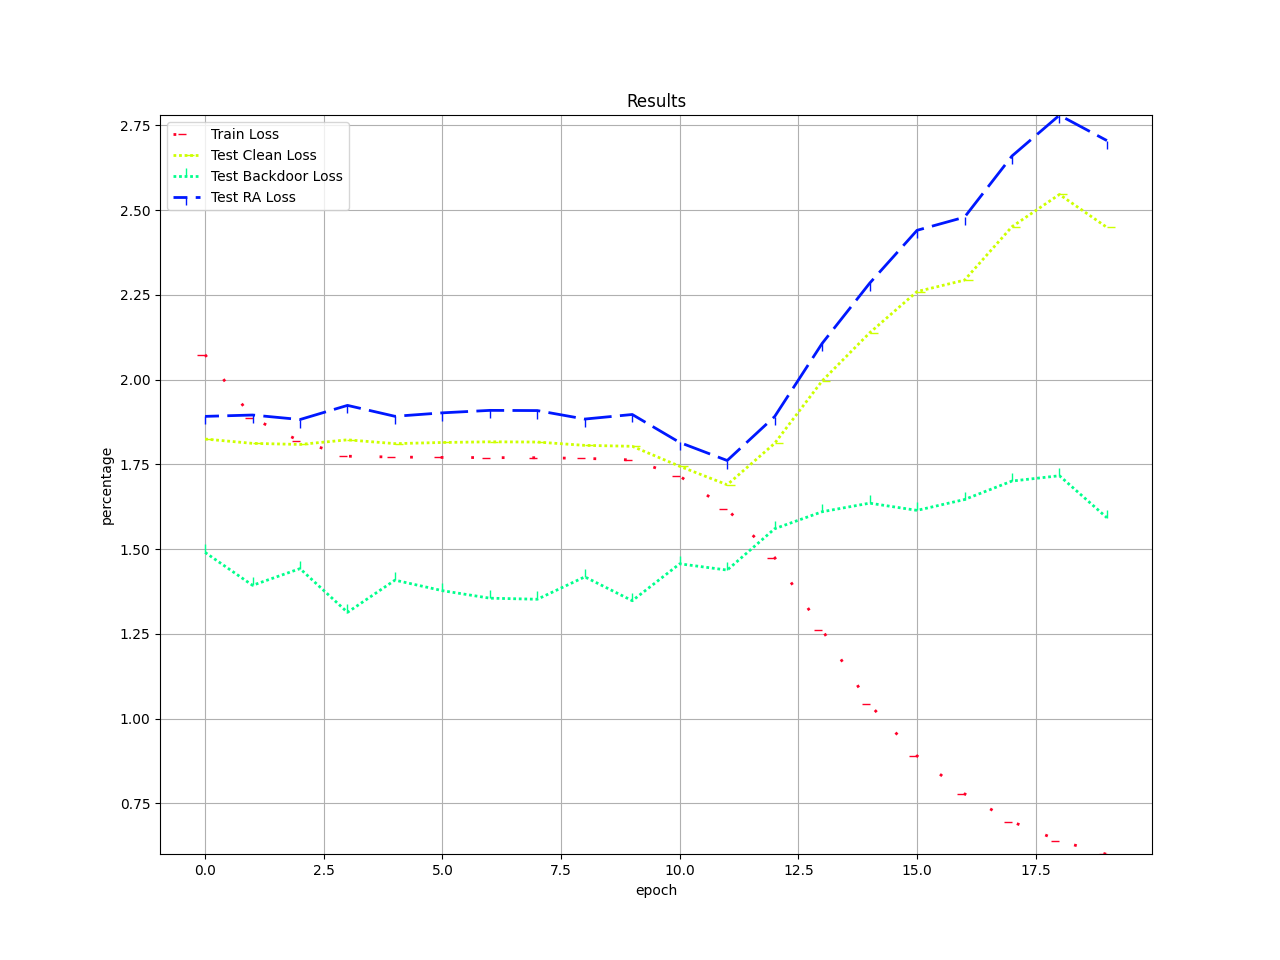 Results
Train Loss
Test Clean Loss
Test Backdoor Loss
Test RA Loss
2.75
2.50
2.25
2.00
1.75
1.50
1.25
1.00
0.75
percentage
0.0 2.5 5.0 7.5 10.0 12.5 15.0 17.5
epoch